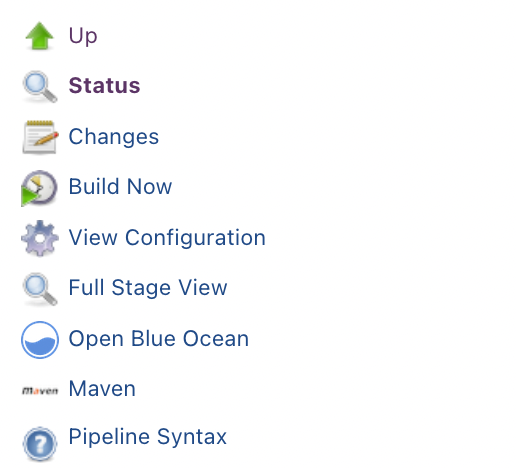 Up
Status
Changes
Build Now
View Configuration
Full Stage View
Open Blue Ocean
maven Maven
Pipeline Syntax